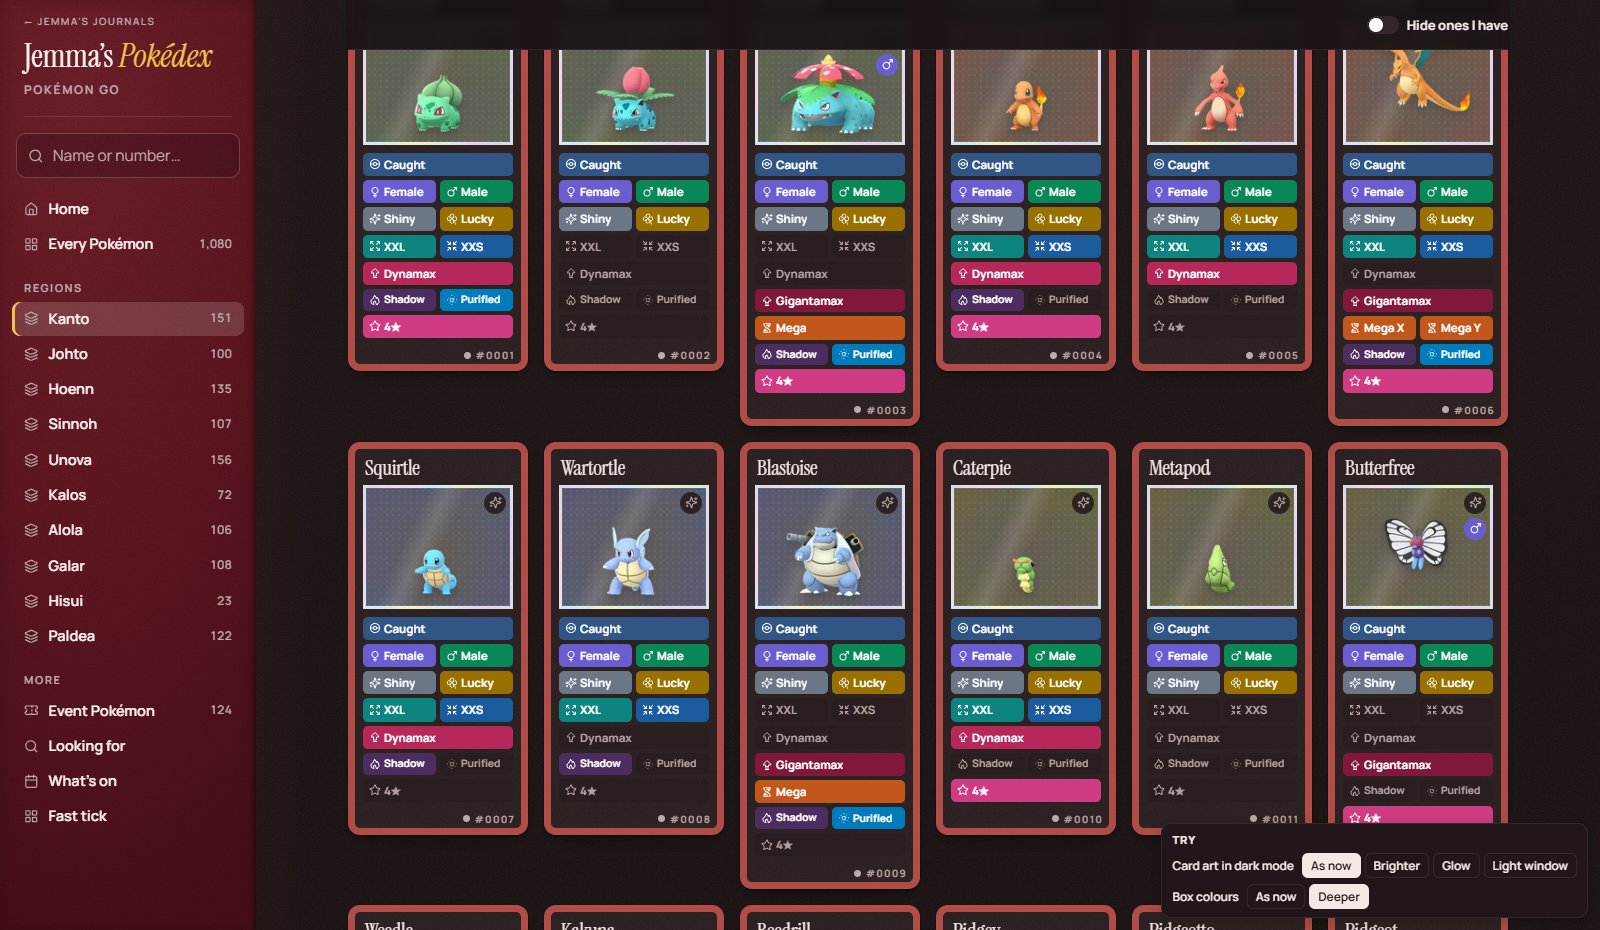 ← JEMMA'S JOURNALS
Jemma's Pokédex
POKÉMON GO
Name or number...
Home
Every Pokémon 1,080
REGIONS
Kanto 151
Johto 100
Hoenn 135
Sinnoh 107
Unova 156
Kalos 72
Alola 106
Galar 108
Hisui 23
Paldea 122
MORE
Event Pokémon 124
Looking for
What's on
Fast tick
Hide ones I have
Caught
Female Male
Shiny Lucky
XXL XXS
Dynamax
Shadow Purified
4★
#0001
Caught
Female Male
Shiny Lucky
XXL XXS
Dynamax
Shadow Purified
4★
#0002
Caught
Female Male
Shiny Lucky
XXL XXS
Dynamax
Gigantamax
Mega
Shadow Purified
4★
#0003
Caught
Female Male
Shiny Lucky
XXL XXS
Dynamax
Shadow Purified
4★
#0004
Caught
Female Male
Shiny Lucky
XXL XXS
Dynamax
Shadow Purified
4★
#0005
Caught
Female Male
Shiny Lucky
XXL XXS
Dynamax
Gigantamax
Mega X Mega Y
Shadow Purified
4★
#0006
Squirtle
Caught
Female Male
Shiny Lucky
XXL XXS
Dynamax
Shadow Purified
4★
#0007
Wartortle
Caught
Female Male
Shiny Lucky
XXL XXS
Dynamax
Shadow Purified
4★
#0008
Blastoise
Caught
Female Male
Shiny Lucky
XXL XXS
Dynamax
Gigantamax
Mega
Shadow Purified
4★
#0009
Caterpie
Caught
Female Male
Shiny Lucky
XXL XXS
Dynamax
Shadow Purified
4★
#0010
Metapod
Caught
Female Male
Shiny Lucky
XXL XXS
Dynamax
Shadow Purified
4★
#0011
Butterfree
Caught
Female Male
Shiny Lucky
XXL XXS
Dynamax
Gigantamax
Shadow Purified
4★
Weedle
Kakuna
Beedrill
Pidgey
Pidgeotto
Pidgeot
TRY
Card art in dark mode As now Brighter Glow Light window
Box colours As now Deeper